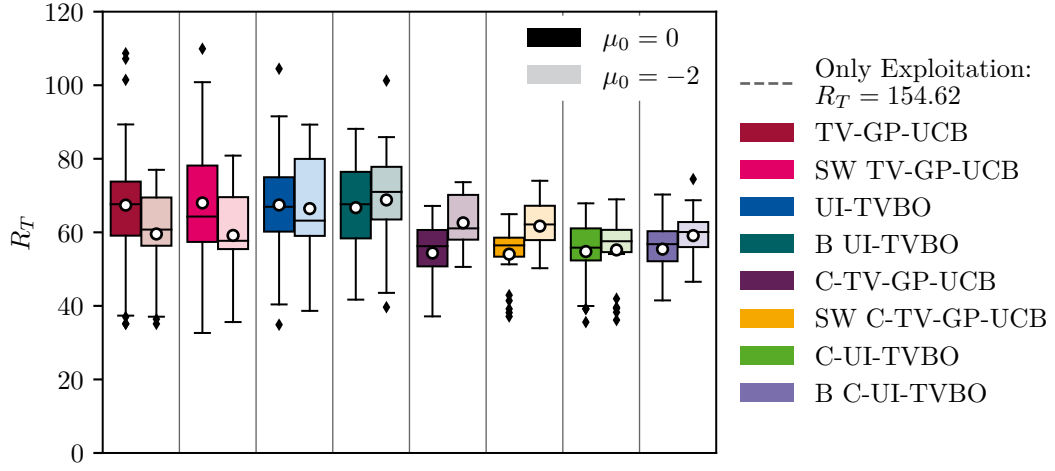 120
100
80
60
40
20
0
R_T
μ_0 = 0
μ_0 = −2
Only Exploitation:
R_T = 154.62
TV-GP-UCB
SW TV-GP-UCB
UI-TVBO
B UI-TVBO
C-TV-GP-UCB
SW C-TV-GP-UCB
C-UI-TVBO
B C-UI-TVBO